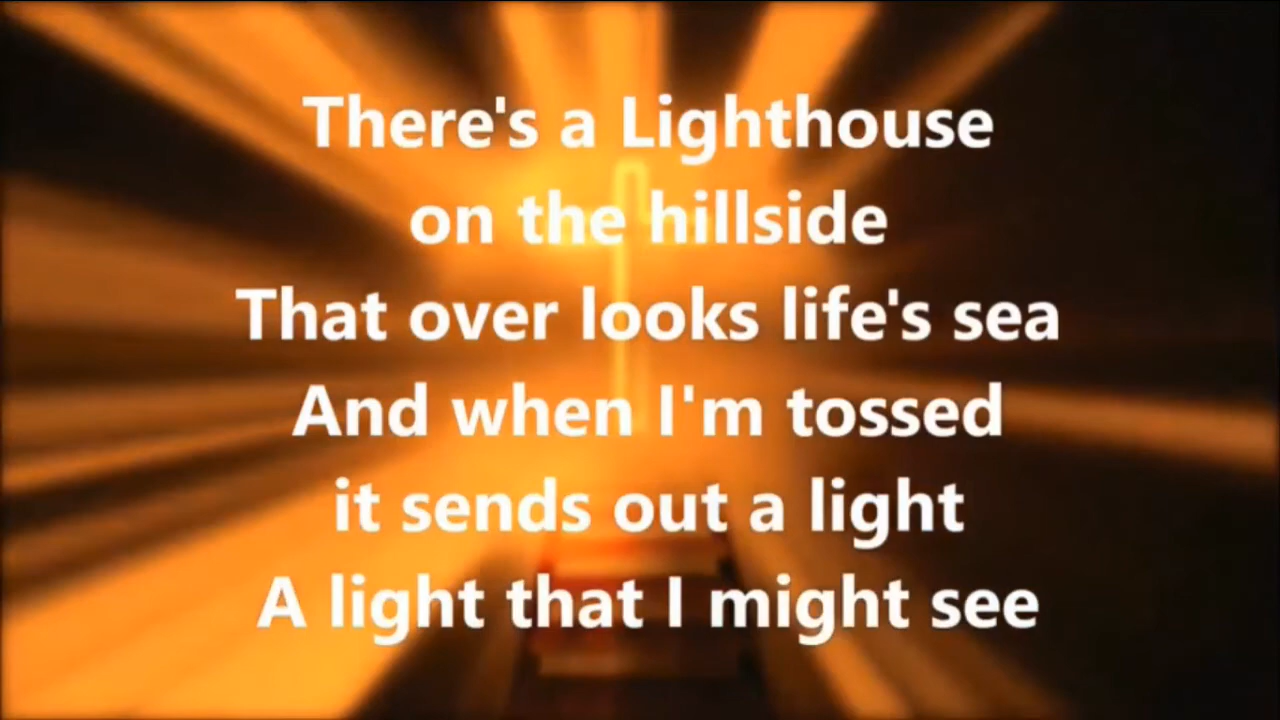 There's a Lighthouse
on the hillside
That over looks life's sea
And when I'm tossed
it sends out a light
A light that I might see